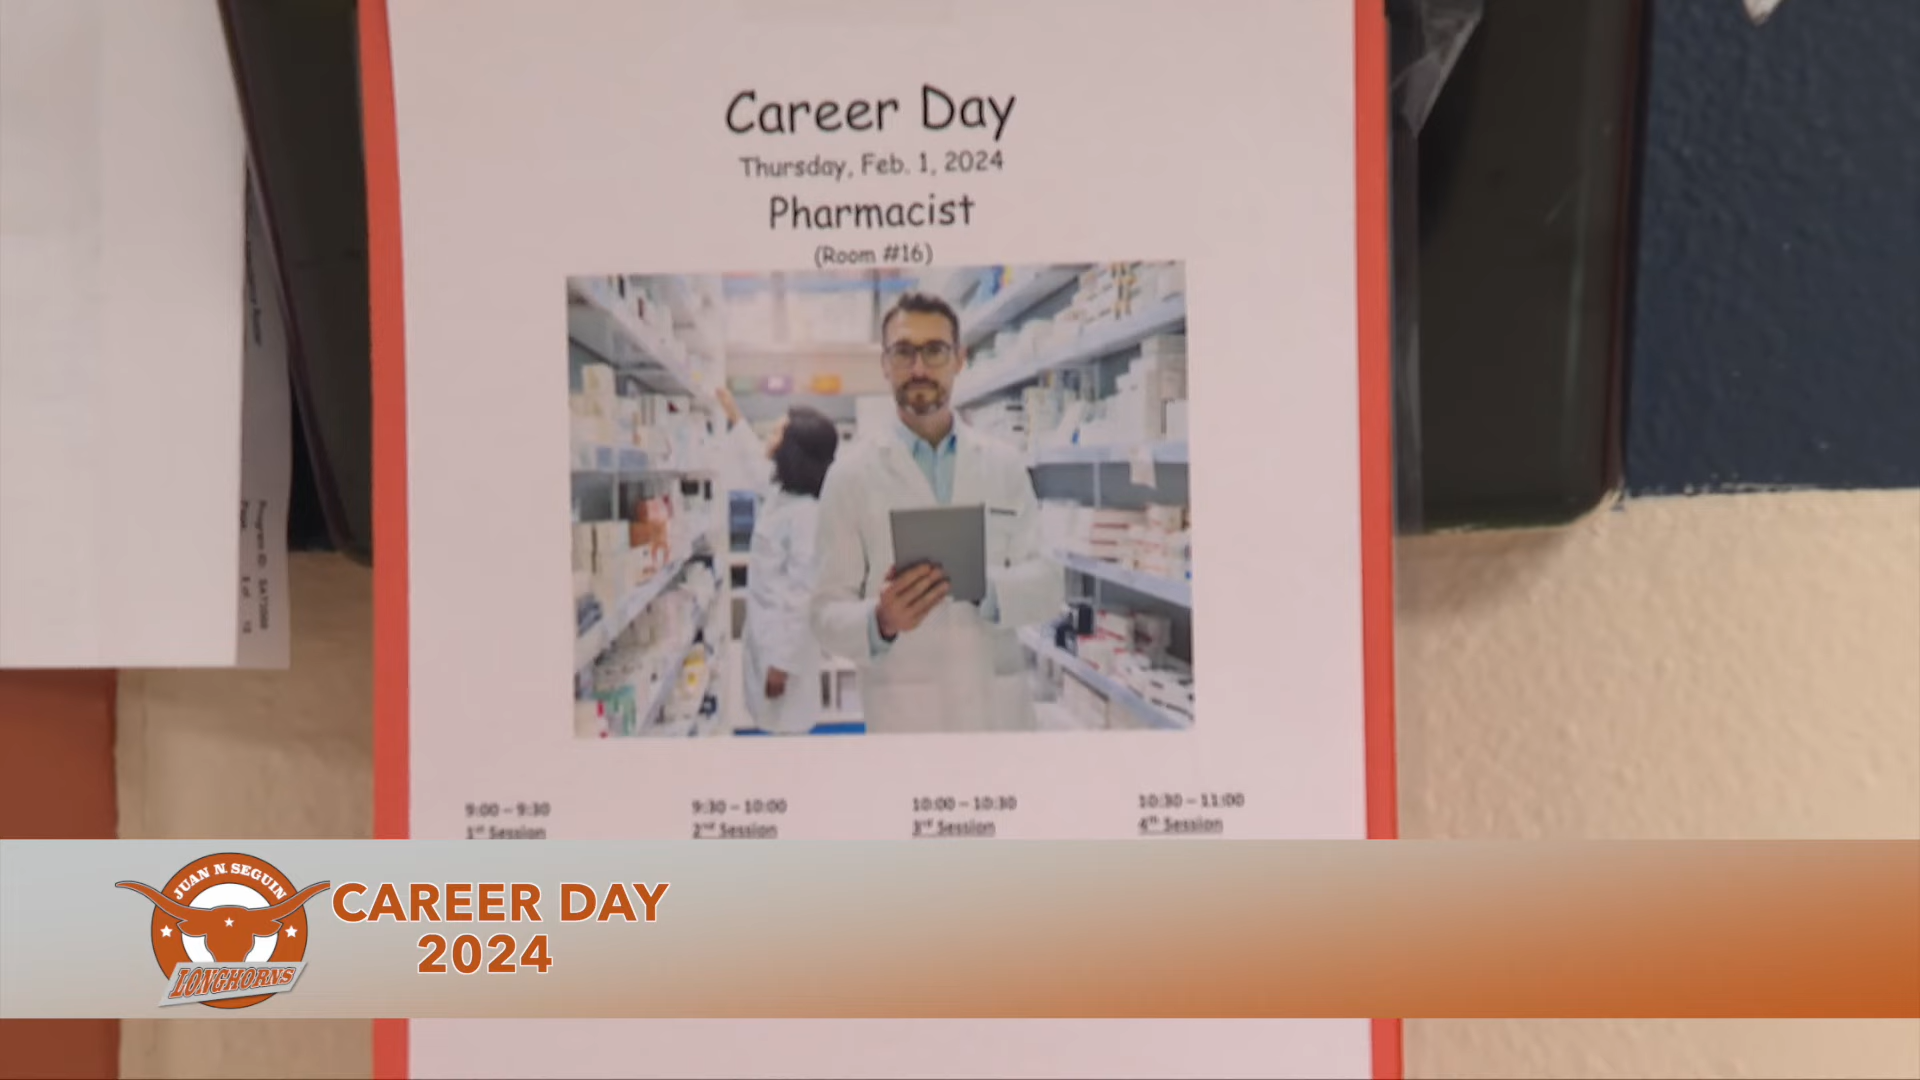 Career Day
Thursday, Feb. 1, 2024
Pharmacist
(Room #16)
9:00 – 9:30
1st Session
9:30 – 10:00
2nd Session
10:00 – 10:30
3rd Session
10:30 – 11:00
4th Session
JUAN N. SEGUIN
LONGHORNS
CAREER DAY
2024